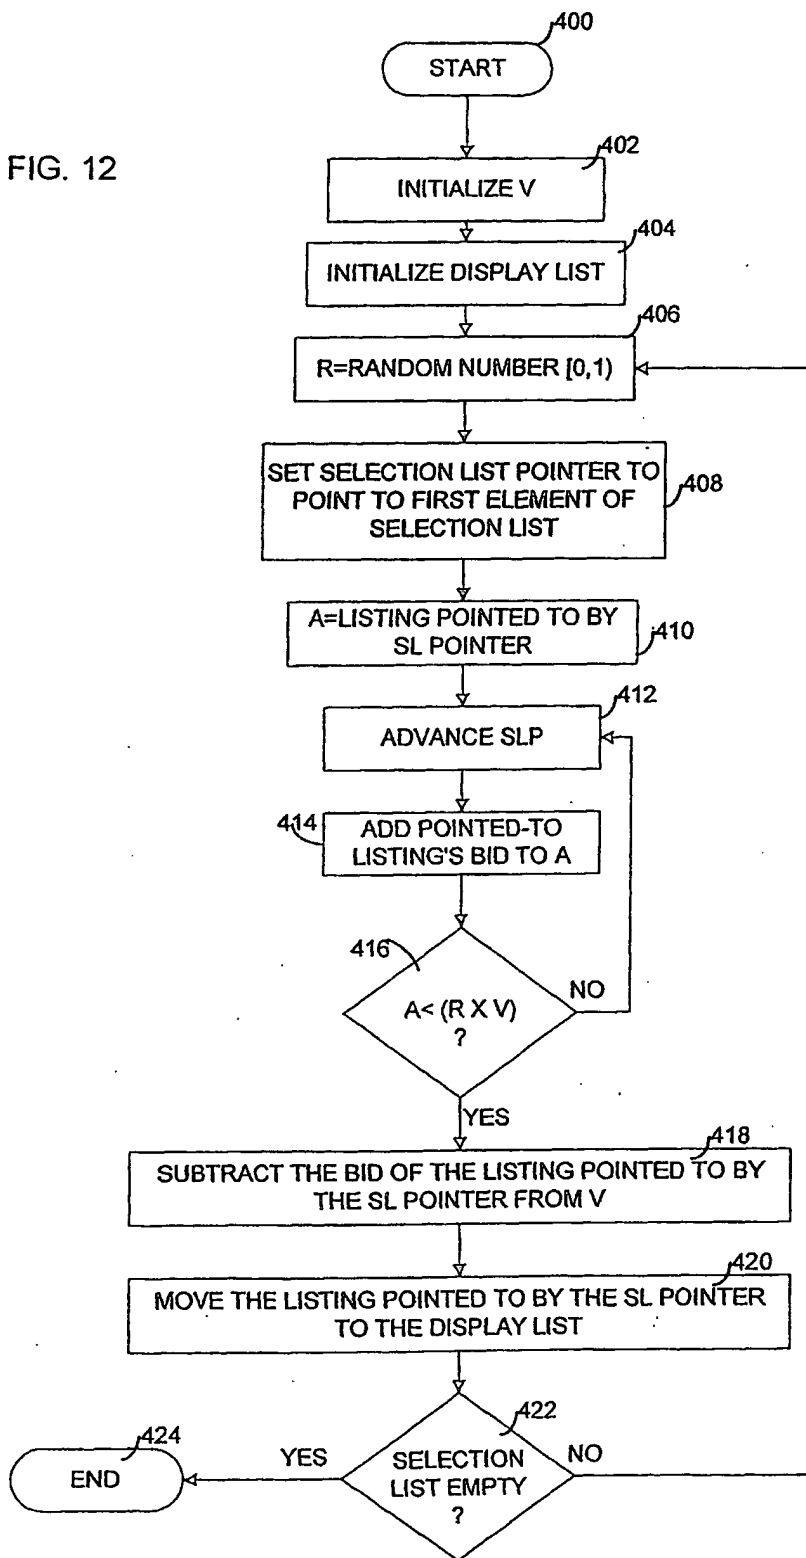 400
START
FIG. 12
402
INITIALIZE V
404
INITIALIZE DISPLAY LIST
406
R=RANDOM NUMBER [0,1)
SET SELECTION LIST POINTER TO
POINT TO FIRST ELEMENT OF
SELECTION LIST
408
A=LISTING POINTED TO BY
SL POINTER
410
412
ADVANCE SLP
414
ADD POINTED-TO
LISTING'S BID TO A
416
A< (R X V)
?
NO
YES
418
SUBTRACT THE BID OF THE LISTING POINTED TO BY
THE SL POINTER FROM V
420
MOVE THE LISTING POINTED TO BY THE SL POINTER
TO THE DISPLAY LIST
422
SELECTION
LIST EMPTY
?
YES
NO
424
END